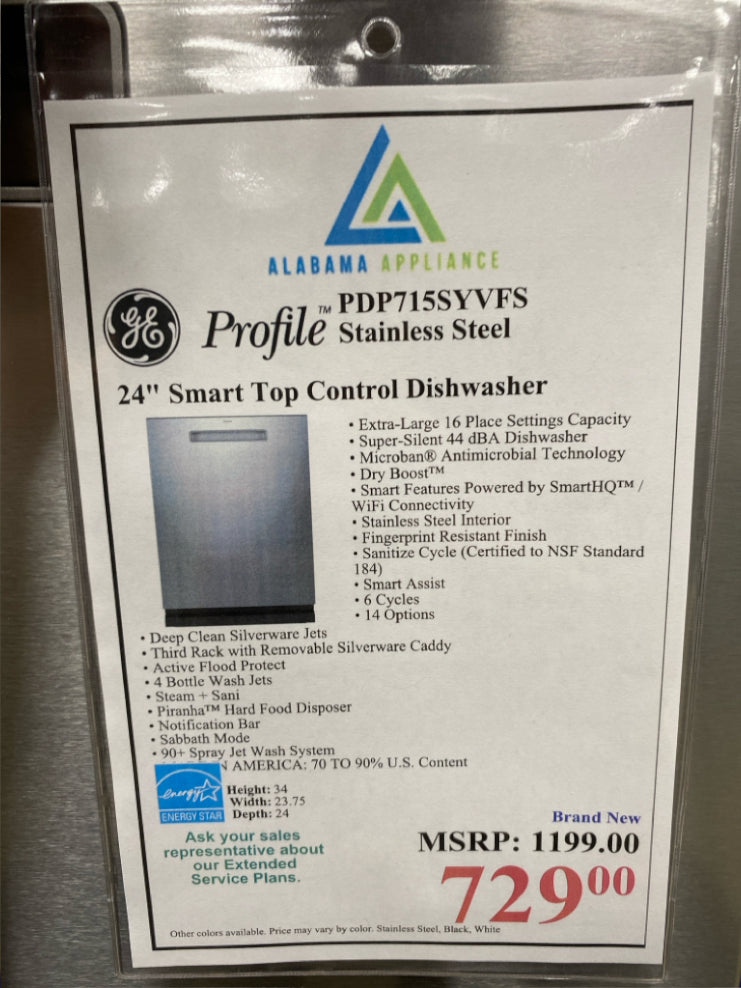 ALABAMA APPLIANCE
GE Profile™ PDP715SYVFS
Stainless Steel
24" Smart Top Control Dishwasher
• Extra-Large 16 Place Settings Capacity
• Super-Silent 44 dBA Dishwasher
• Microban® Antimicrobial Technology
• Dry Boost™
• Smart Features Powered by SmartHQ™ /
WiFi Connectivity
• Stainless Steel Interior
• Fingerprint Resistant Finish
• Sanitize Cycle (Certified to NSF Standard
184)
• Smart Assist
• 6 Cycles
• 14 Options
• Deep Clean Silverware Jets
• Third Rack with Removable Silverware Caddy
• Active Flood Protect
• 4 Bottle Wash Jets
• Steam + Sani
• Piranha™ Hard Food Disposer
• Notification Bar
• Sabbath Mode
• 90+ Spray Jet Wash System
N AMERICA: 70 TO 90% U.S. Content
energy
ENERGY STAR
Height: 34
Width: 23.75
Depth: 24
Ask your sales
representative about
our Extended
Service Plans.
Brand New
MSRP: 1199.00
72900
Other colors available. Price may vary by color. Stainless Steel, Black, White